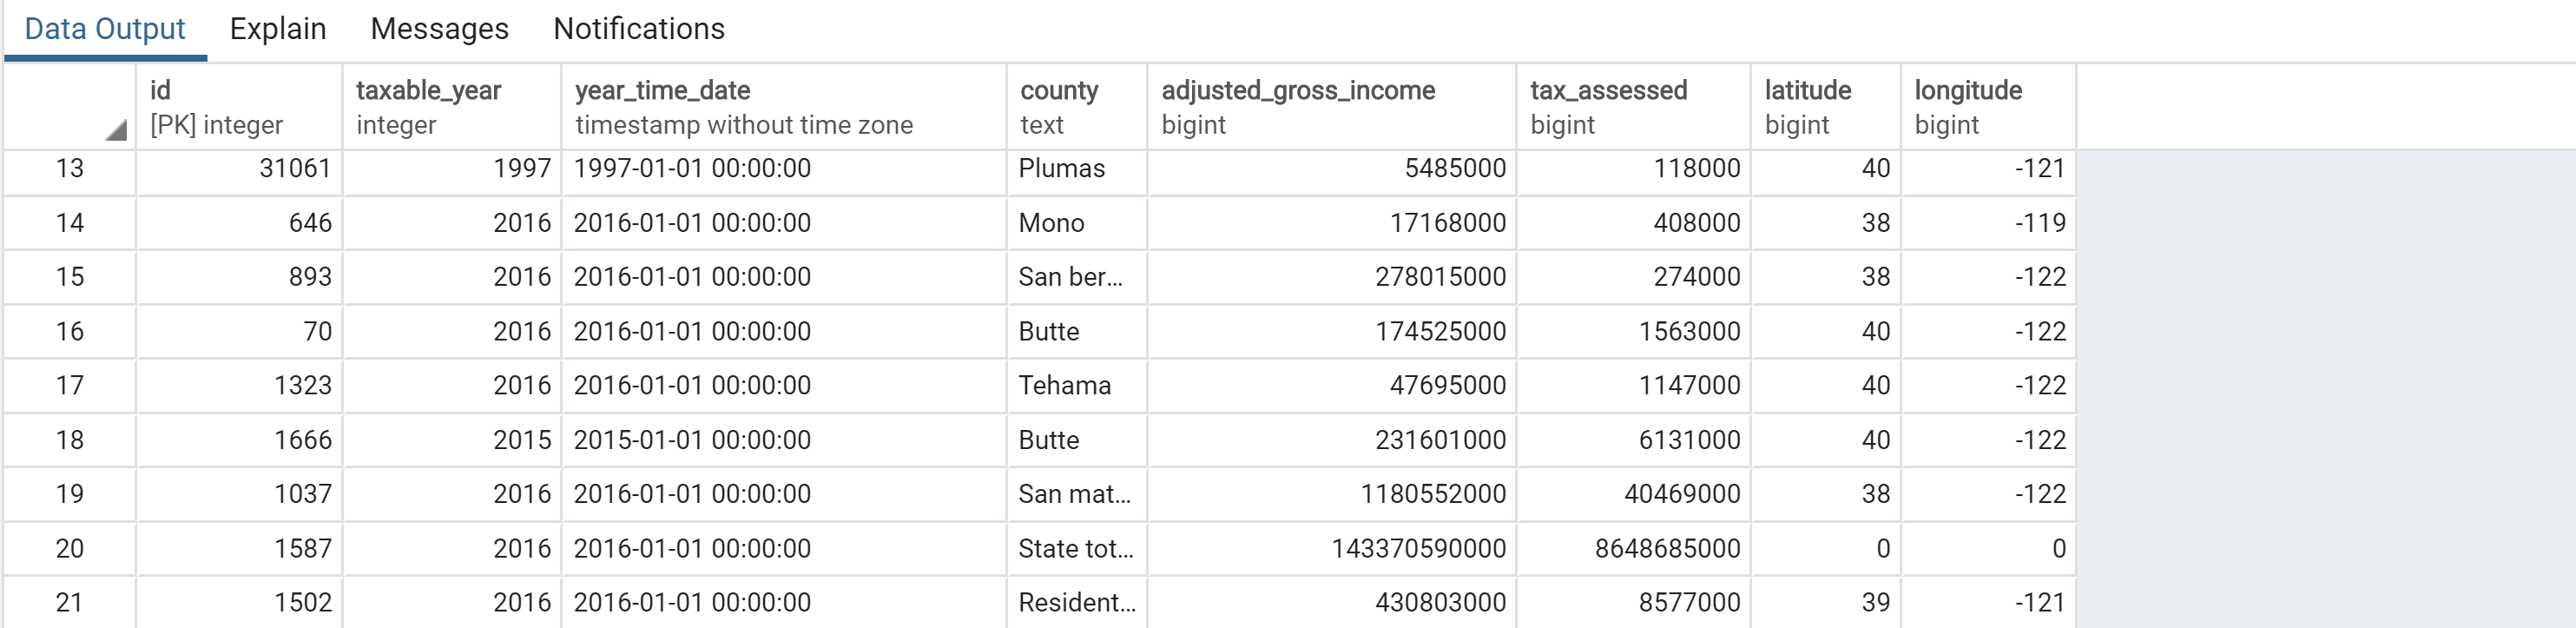 Data Output Explain Messages Notifications
id taxable_year year_time_date county adjusted_gross_income tax_assessed latitude longitude
[PK] integer integer timestamp without time zone text bigint bigint bigint bigint
13 31061 1997 1997-01-01 00:00:00 Plumas 5485000 118000 40 -121
14 646 2016 2016-01-01 00:00:00 Mono 17168000 408000 38 -119
15 893 2016 2016-01-01 00:00:00 San ber... 278015000 274000 38 -122
16 70 2016 2016-01-01 00:00:00 Butte 174525000 1563000 40 -122
17 1323 2016 2016-01-01 00:00:00 Tehama 47695000 1147000 40 -122
18 1666 2015 2015-01-01 00:00:00 Butte 231601000 6131000 40 -122
19 1037 2016 2016-01-01 00:00:00 San mat... 1180552000 40469000 38 -122
20 1587 2016 2016-01-01 00:00:00 State tot... 143370590000 8648685000 0 0
21 1502 2016 2016-01-01 00:00:00 Resident... 430803000 8577000 39 -121